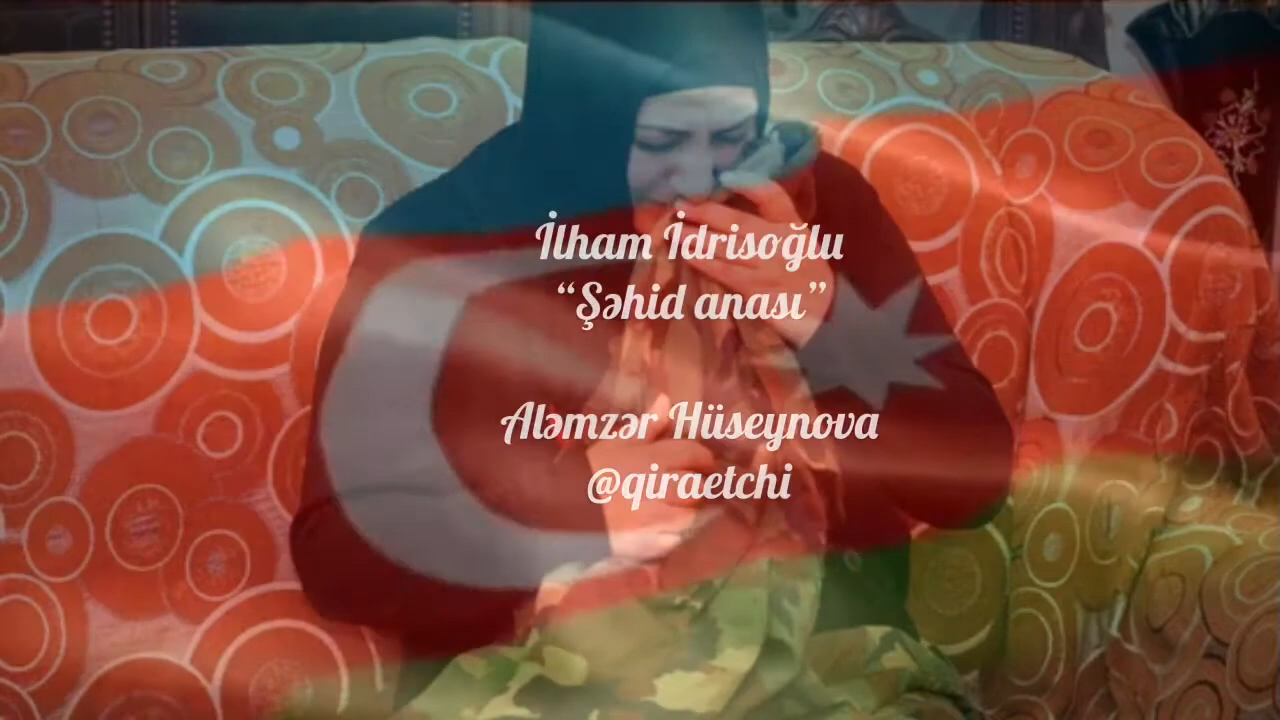 İlham İdrisoğlu
“Şəhid anası”
Aləmzər Hüseynova
@qiraetchi